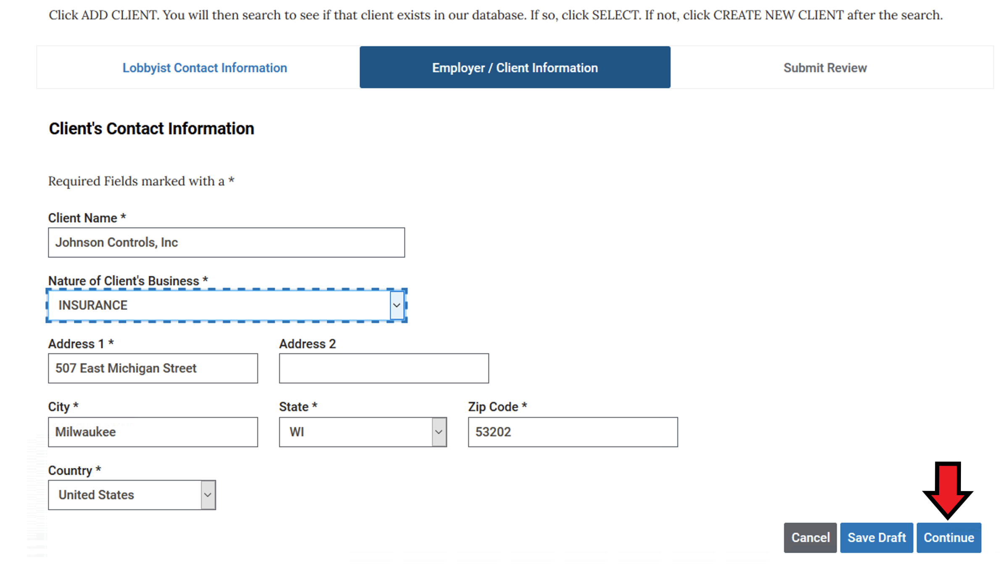 Click ADD CLIENT. You will then search to see if that client exists in our database. If so, click SELECT. If not, click CREATE NEW CLIENT after the search.
Lobbyist Contact Information
Employer / Client Information
Submit Review
Client's Contact Information
Required Fields marked with a *
Client Name *
Johnson Controls, Inc
Nature of Client's Business *
INSURANCE
Address 1 *
Address 2
507 East Michigan Street
City *
State *
Zip Code *
Milwaukee
WI
53202
Country *
United States
Cancel
Save Draft
Continue